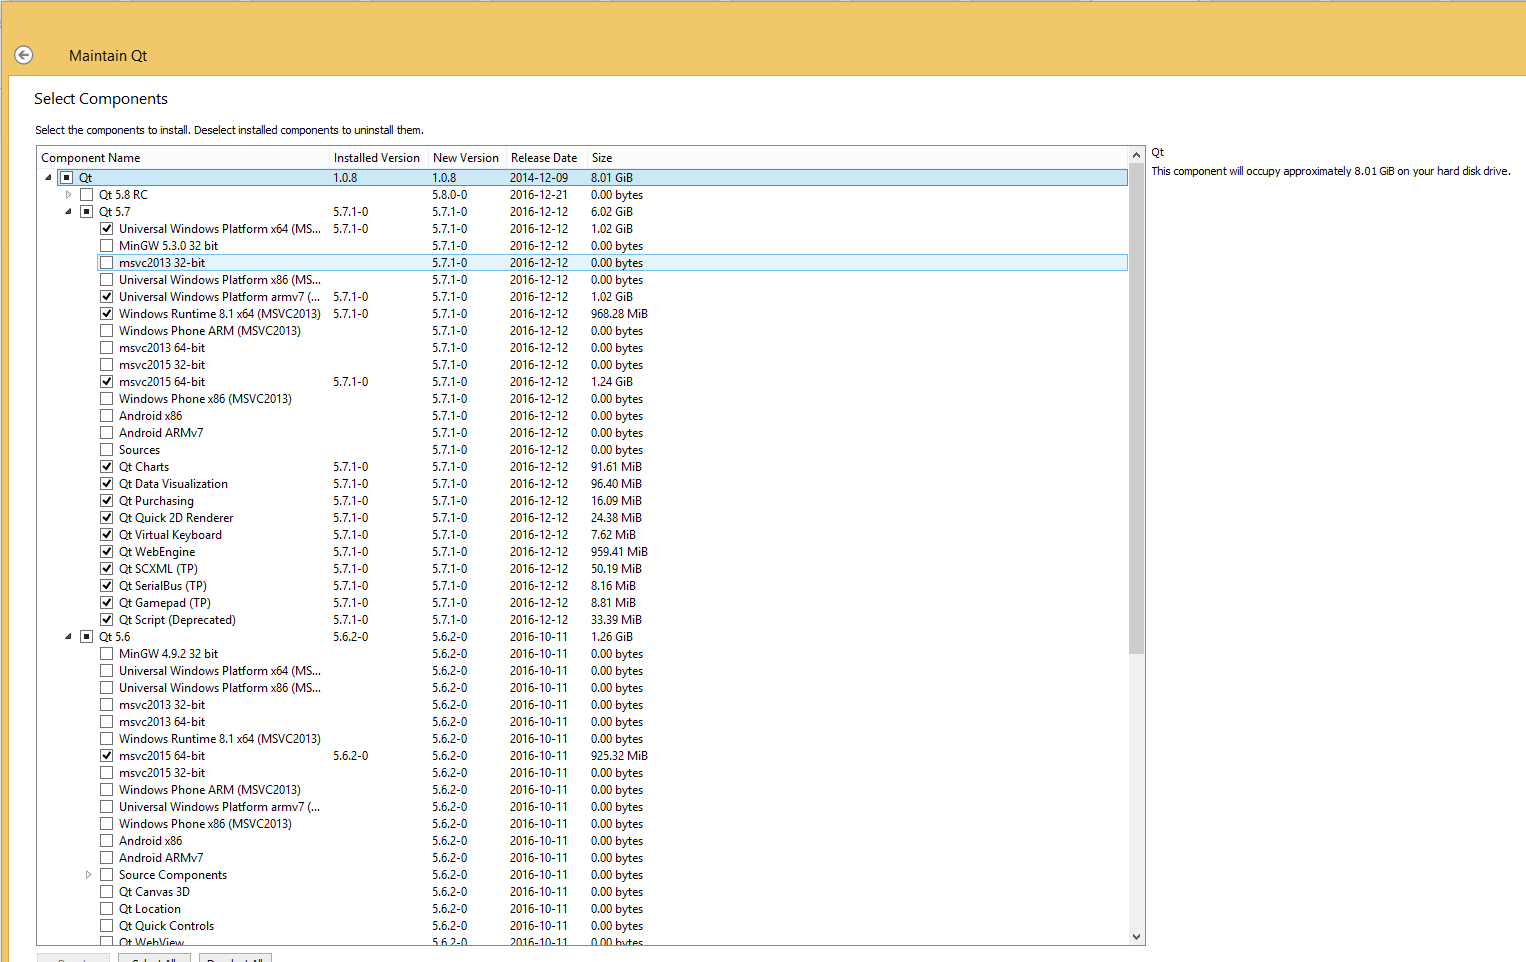 Maintain Qt
Select Components
Select the components to install. Deselect installed components to uninstall them.
Component Name Installed Version New Version Release Date Size
Qt 1.0.8 1.0.8 2014-12-09 8.01 GiB
Qt 5.8 RC 5.8.0-0 2016-12-21 0.00 bytes
Qt 5.7 5.7.1-0 5.7.1-0 2016-12-12 6.02 GiB
Universal Windows Platform x64 (MS... 5.7.1-0 5.7.1-0 2016-12-12 1.02 GiB
MinGW 5.3.0 32 bit 5.7.1-0 2016-12-12 0.00 bytes
msvc2013 32-bit 5.7.1-0 2016-12-12 0.00 bytes
Universal Windows Platform x86 (MS... 5.7.1-0 2016-12-12 0.00 bytes
Universal Windows Platform armv7 (... 5.7.1-0 5.7.1-0 2016-12-12 1.02 GiB
Windows Runtime 8.1 x64 (MSVC2013) 5.7.1-0 5.7.1-0 2016-12-12 968.28 MiB
Windows Phone ARM (MSVC2013) 5.7.1-0 2016-12-12 0.00 bytes
msvc2013 64-bit 5.7.1-0 2016-12-12 0.00 bytes
msvc2015 32-bit 5.7.1-0 2016-12-12 0.00 bytes
msvc2015 64-bit 5.7.1-0 5.7.1-0 2016-12-12 1.24 GiB
Windows Phone x86 (MSVC2013) 5.7.1-0 2016-12-12 0.00 bytes
Android x86 5.7.1-0 2016-12-12 0.00 bytes
Android ARMv7 5.7.1-0 2016-12-12 0.00 bytes
Sources 5.7.1-0 2016-12-12 0.00 bytes
Qt Charts 5.7.1-0 5.7.1-0 2016-12-12 91.61 MiB
Qt Data Visualization 5.7.1-0 5.7.1-0 2016-12-12 96.40 MiB
Qt Purchasing 5.7.1-0 5.7.1-0 2016-12-12 16.09 MiB
Qt Quick 2D Renderer 5.7.1-0 5.7.1-0 2016-12-12 24.38 MiB
Qt Virtual Keyboard 5.7.1-0 5.7.1-0 2016-12-12 7.62 MiB
Qt WebEngine 5.7.1-0 5.7.1-0 2016-12-12 959.41 MiB
Qt SCXML (TP) 5.7.1-0 5.7.1-0 2016-12-12 50.19 MiB
Qt SerialBus (TP) 5.7.1-0 5.7.1-0 2016-12-12 8.16 MiB
Qt Gamepad (TP) 5.7.1-0 5.7.1-0 2016-12-12 8.81 MiB
Qt Script (Deprecated) 5.7.1-0 5.7.1-0 2016-12-12 33.39 MiB
Qt 5.6 5.6.2-0 5.6.2-0 2016-10-11 1.26 GiB
MinGW 4.9.2 32 bit 5.6.2-0 2016-10-11 0.00 bytes
Universal Windows Platform x64 (MS... 5.6.2-0 2016-10-11 0.00 bytes
Universal Windows Platform x86 (MS... 5.6.2-0 2016-10-11 0.00 bytes
msvc2013 32-bit 5.6.2-0 2016-10-11 0.00 bytes
msvc2013 64-bit 5.6.2-0 2016-10-11 0.00 bytes
Windows Runtime 8.1 x64 (MSVC2013) 5.6.2-0 2016-10-11 0.00 bytes
msvc2015 64-bit 5.6.2-0 5.6.2-0 2016-10-11 925.32 MiB
msvc2015 32-bit 5.6.2-0 2016-10-11 0.00 bytes
Windows Phone ARM (MSVC2013) 5.6.2-0 2016-10-11 0.00 bytes
Universal Windows Platform armv7 (... 5.6.2-0 2016-10-11 0.00 bytes
Windows Phone x86 (MSVC2013) 5.6.2-0 2016-10-11 0.00 bytes
Android x86 5.6.2-0 2016-10-11 0.00 bytes
Android ARMv7 5.6.2-0 2016-10-11 0.00 bytes
Source Components 5.6.2-0 2016-10-11 0.00 bytes
Qt Canvas 3D 5.6.2-0 2016-10-11 0.00 bytes
Qt Location 5.6.2-0 2016-10-11 0.00 bytes
Qt Quick Controls 5.6.2-0 2016-10-11 0.00 bytes
Qt WebView 5.6.2-0 2016-10-11 0.00 bytes
Qt
This component will occupy approximately 8.01 GiB on your hard disk drive.